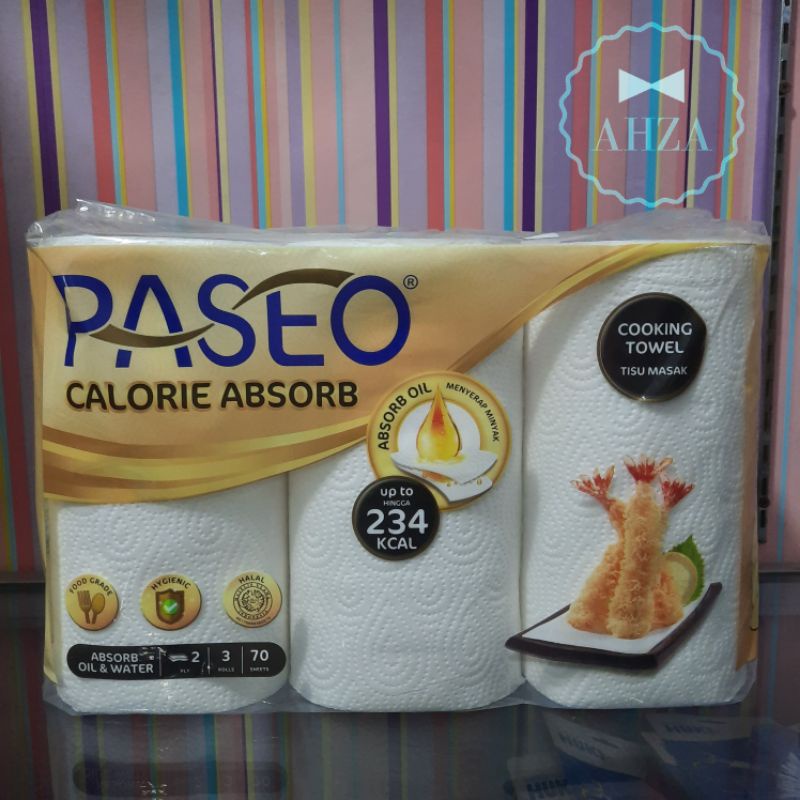 AHZA
PASEO®
CALORIE ABSORB
COOKING
TOWEL
TISU MASAK
ABSORB OIL
MENYERAP MINYAK
up to
HINGGA
234
KCAL
FOOD GRADE
HYGIENIC
HALAL
ABSORB
OIL & WATER
2
PLY
3
ROLLS
70
SHEETS